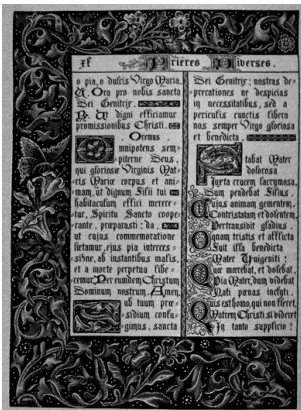 xl Prières Diverses.
o pia, o dulcis Virgo Maria.
V. Ora pro nobis sancta
Dei Genitrix.
R. Ut digni efficiamur
promissionibus Christi.
Oremus
Omnipotens sem-
piterne Deus,
qui gloriosæ Virginis Mat-
ris Mariæ corpus et ani-
mam, ut dignum Filii tui
habitaculum effici merere-
tur, Spiritu Sancto coope-
rante, præparasti: da,
ut cujus commemoratione
lætamur, ejus pia interces-
sione, ab instantibus malis,
et a morte perpetua libe-
remur. Per eundem Christum
Dominum nostrum. Amen.
Sub tuum præ-
sidium confu-
gimus, sancta
Dei Genitrix; nostras de-
precationes ne despicias
in necessitatibus, sed a
periculis cunctis libera
nos semper Virgo gloriosa
et benedicta.
Stabat Mater
dolorosa
Juxta crucem lacrymosa,
Dum pendebat Filius.
Cujus animam gementem,
Contristatam et dolentem,
Pertransivit gladius.
O quam tristis et afflicta
Fuit illa benedicta
Mater Unigeniti:
Quæ mœrebat, et dolebat,
Pia Mater, dum videbat
Nati pœnas inclyti.
Quis est homo, qui non fleret,
Matrem Christi si videret
In tanto supplicio?